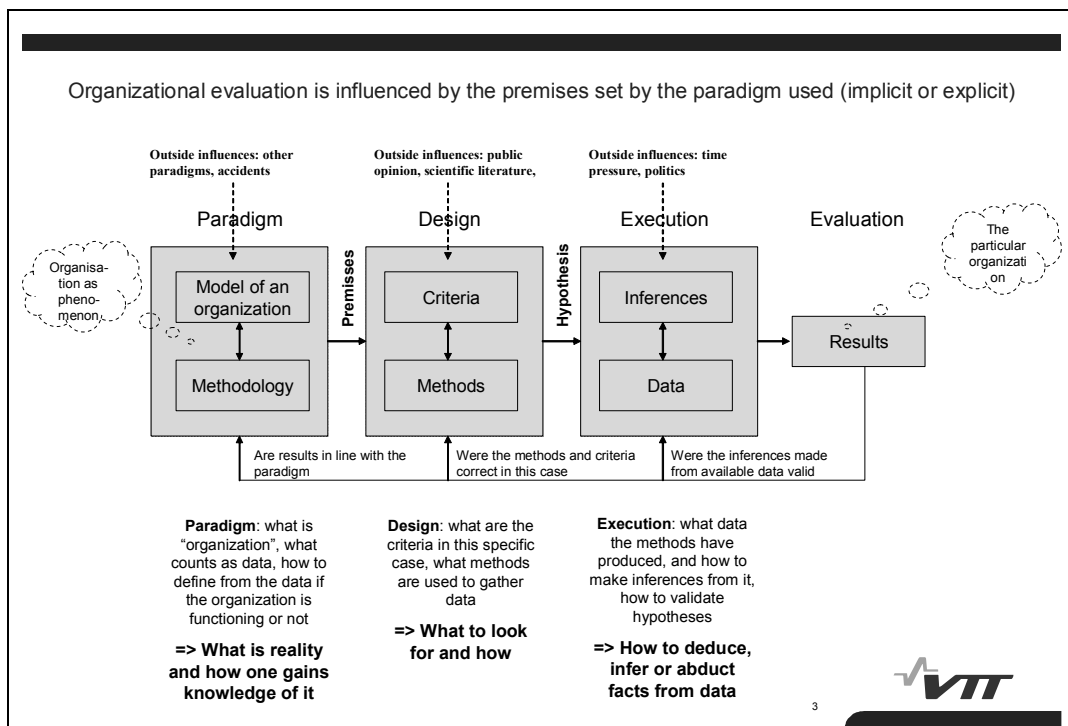 Organizational evaluation is influenced by the premises set by the paradigm used (implicit or explicit)
Outside influences: other
paradigms, accidents
Outside influences: public
opinion, scientific literature,
Outside influences: time
pressure, politics
Paradigm
Design
Execution
Evaluation
Organisa-
tion as
pheno-
menon
Model of an
organization
Methodology
Premisses
Criteria
Methods
Hypothesis
Inferences
Data
Results
The
particular
organizati
on
Are results in line with the
paradigm
Were the methods and criteria
correct in this case
Were the inferences made
from available data valid
Paradigm: what is
“organization”, what
counts as data, how to
define from the data if
the organization is
functioning or not
=> What is reality
and how one gains
knowledge of it
Design: what are the
criteria in this specific
case, what methods
are used to gather
data
=> What to look
for and how
Execution: what data
the methods have
produced, and how to
make inferences from it,
how to validate
hypotheses
=> How to deduce,
infer or abduct
facts from data
3
VTT